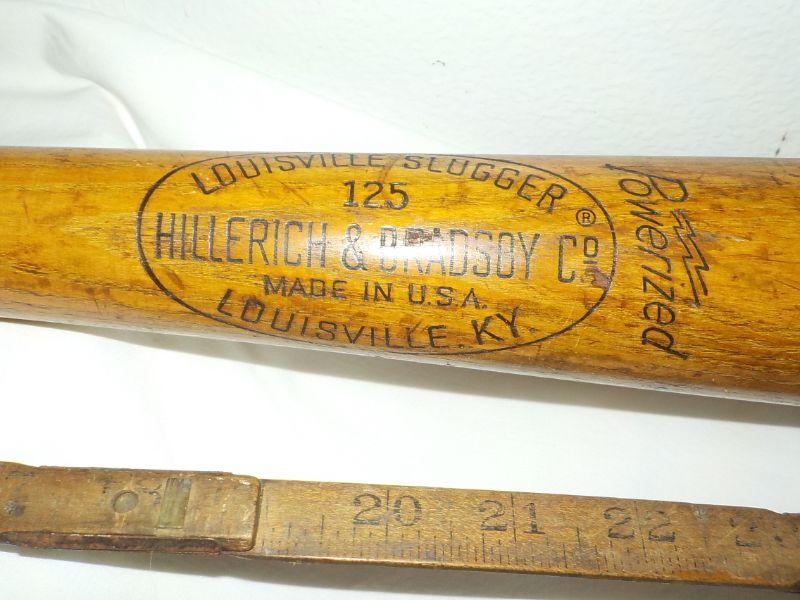 LOUISVILLE SLUGGER
125
HILLERICH & BRADSBY CO
MADE IN U.S.A.
LOUISVILLE, KY.
®
Powerized
20 21 22